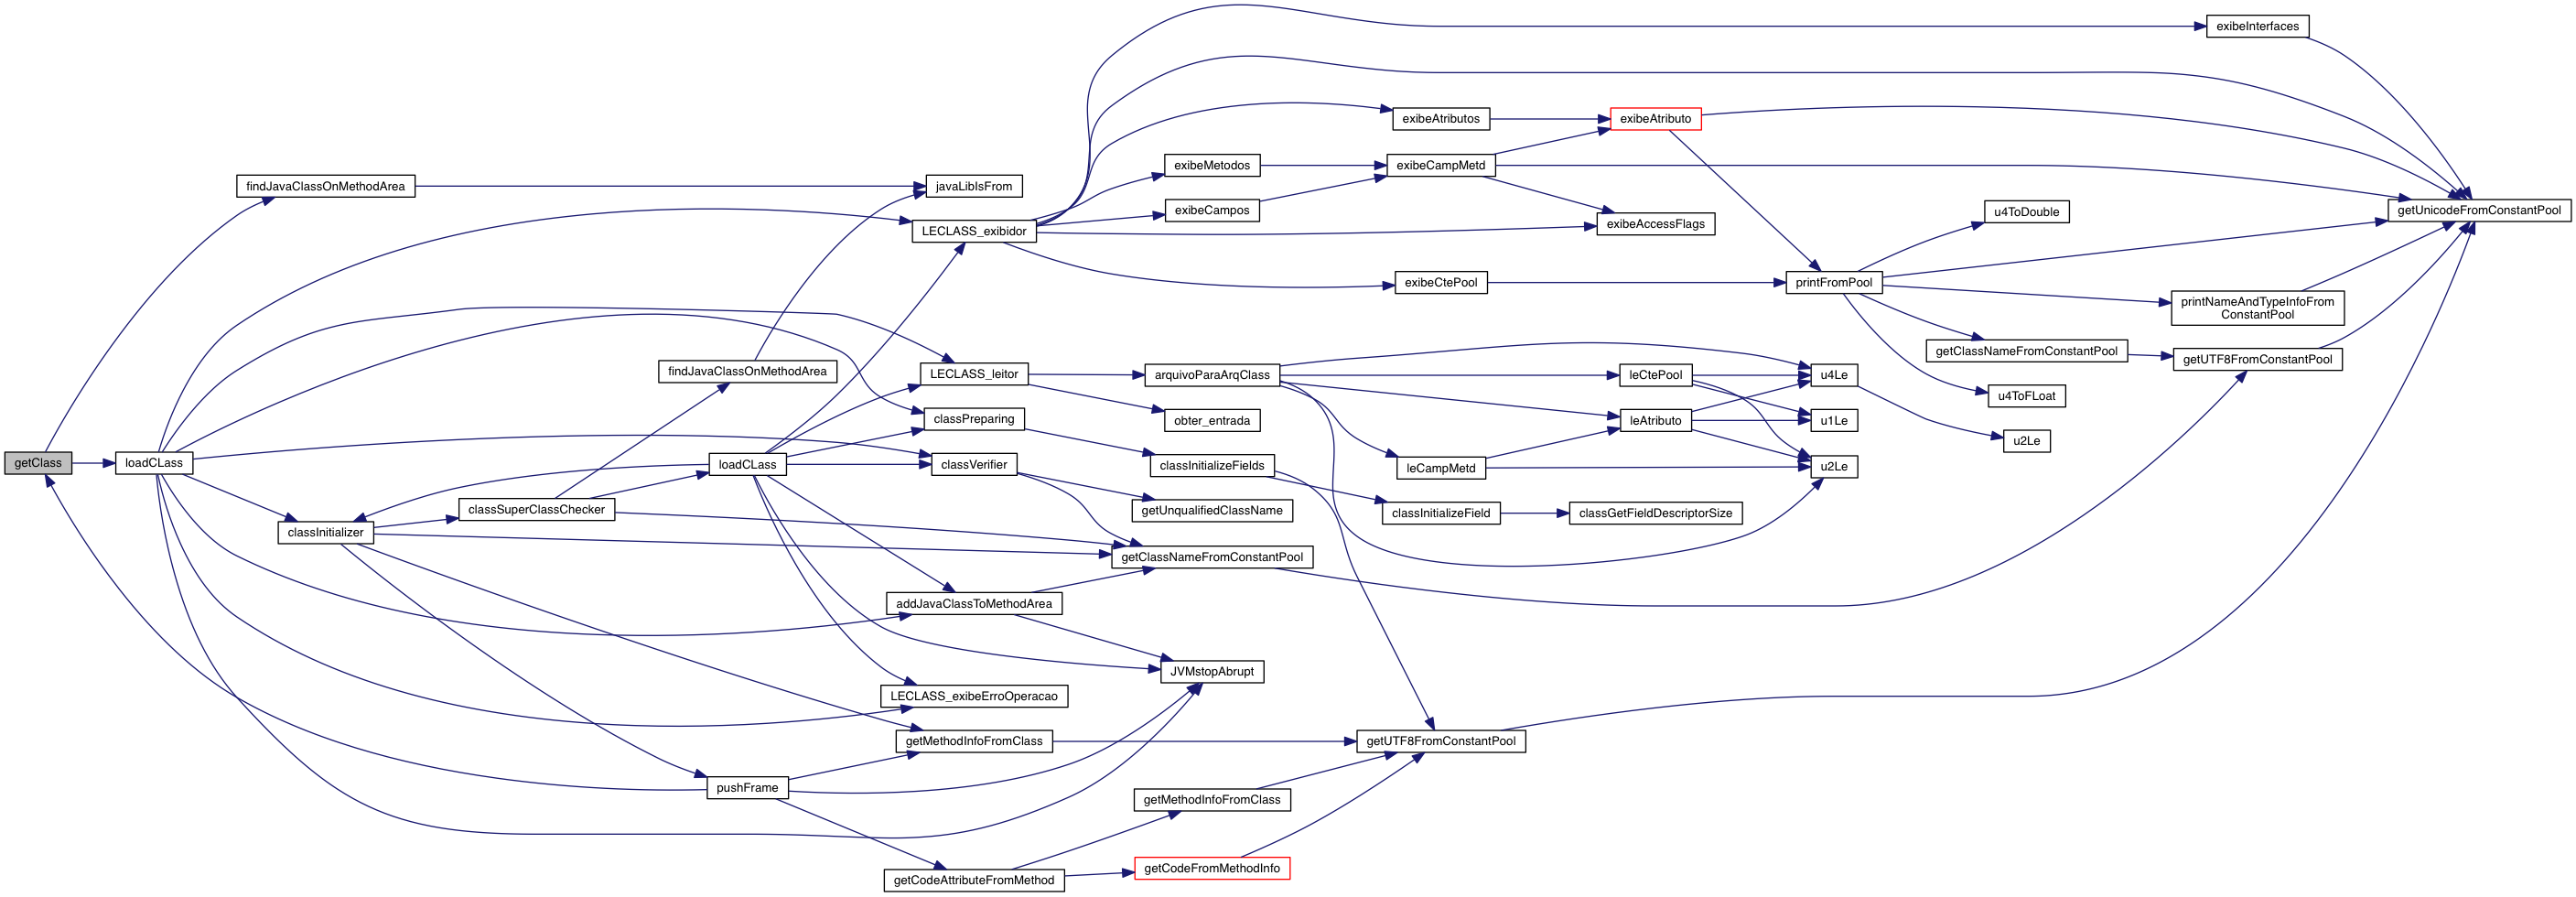 getClass
loadCLass
findJavaClassOnMethodArea
classInitializer
classSuperClassChecker
findJavaClassOnMethodArea
loadCLass
pushFrame
javaLibIsFrom
LECLASS_exibidor
LECLASS_leitor
classPreparing
classVerifier
addJavaClassToMethodArea
LECLASS_exibeErroOperacao
getMethodInfoFromClass
getCodeAttributeFromMethod
exibeMetodos
exibeCampos
arquivoParaArqClass
obter_entrada
classInitializeFields
getUnqualifiedClassName
getClassNameFromConstantPool
JVMstopAbrupt
getMethodInfoFromClass
getCodeFromMethodInfo
exibeAtributos
exibeCampMetd
exibeCtePool
leCampMetd
classInitializeField
getUTF8FromConstantPool
exibeAtributo
exibeAccessFlags
leCtePool
leAtributo
classGetFieldDescriptorSize
printFromPool
u4Le
u1Le
u2Le
u4ToDouble
getClassNameFromConstantPool
u4ToFLoat
u2Le
exibeInterfaces
printNameAndTypeInfoFrom
ConstantPool
getUTF8FromConstantPool
getUnicodeFromConstantPool